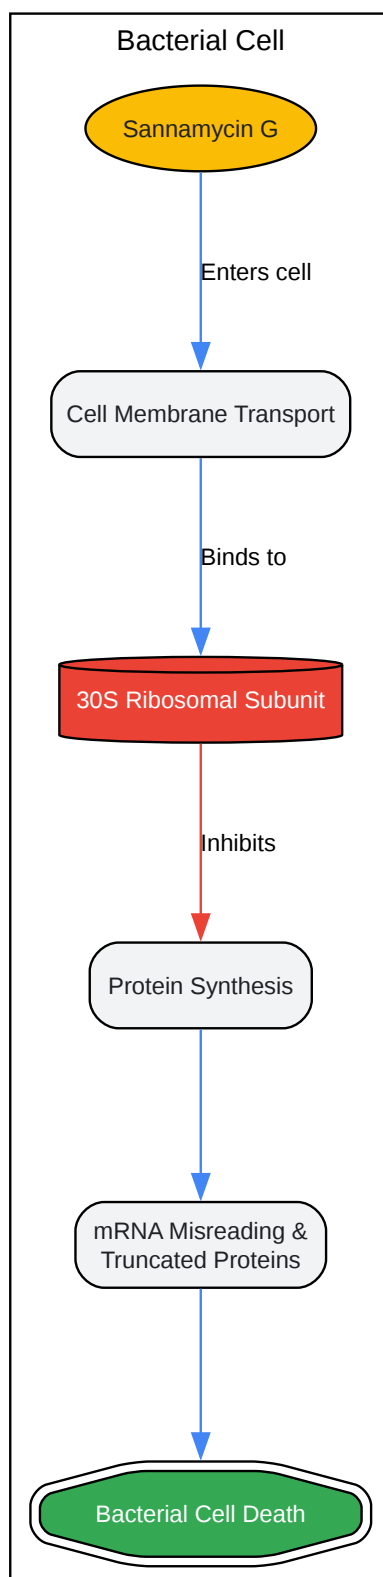 Bacterial Cell
Sannamycin G
Enters cell
Cell Membrane Transport
Binds to
30S Ribosomal Subunit
Inhibits
Protein Synthesis
mRNA Misreading &
Truncated Proteins
Bacterial Cell Death